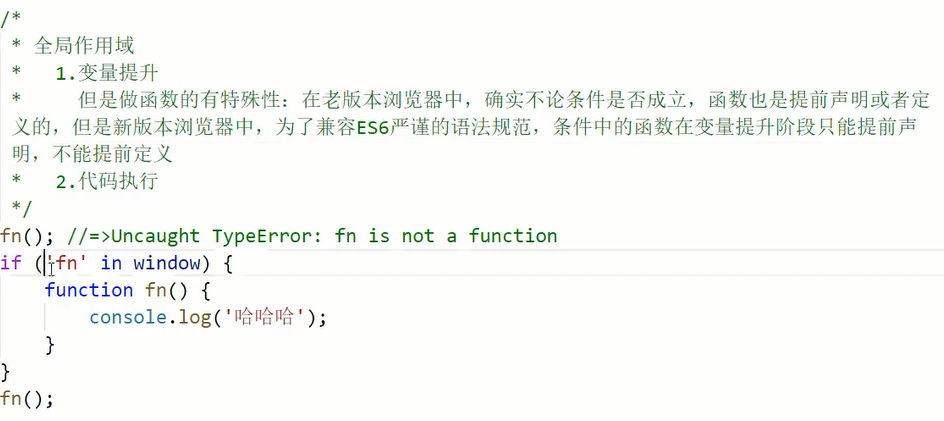 /*
 * 全局作用域
 *   1.变量提升
 *     但是做函数的有特殊性：在老版本浏览器中，确实不论条件是否成立，函数也是提前声明或者定
义的，但是新版本浏览器中，为了兼容ES6严谨的语法规范，条件中的函数在变量提升阶段只能提前声
明，不能提前定义
 *   2.代码执行
 */
fn(); //=>Uncaught TypeError: fn is not a function
if ('fn' in window) {
    function fn() {
        console.log('哈哈哈');
    }
}
fn();